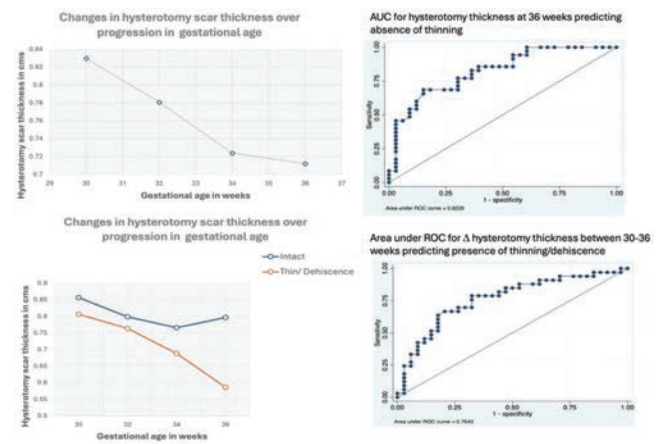 Changes in hysterotomy scar thickness over
progression in gestational age
Hysterotomy scar thickness in cms
0.84
0.82
0.8
0.78
0.76
0.74
0.72
0.7
29
30
31
32
33
34
35
36
37
Gestational age in weeks
AUC for hysterotomy thickness at 36 weeks predicting
absence of thinning
Sensitivity
1.00
0.75
0.50
0.25
0.00
0.00
0.25
0.50
0.75
1.00
1 - specificity
Area under ROC curve = 0.8229
Changes in hysterotomy scar thickness over
progression in gestational age
Intact
Thin/ Dehiscence
Hysterotomy scar thickness in cms
0.9
0.85
0.8
0.75
0.7
0.65
0.6
0.55
0.5
30
32
34
36
Gestational age in weeks
Area under ROC for Δ hysterotomy thickness between 30-36
weeks predicting presence of thinning/dehiscence
Sensitivity
1.00
0.75
0.50
0.25
0.00
0.00
0.25
0.50
0.75
1.00
1 - specificity
Area under ROC curve = 0.7643